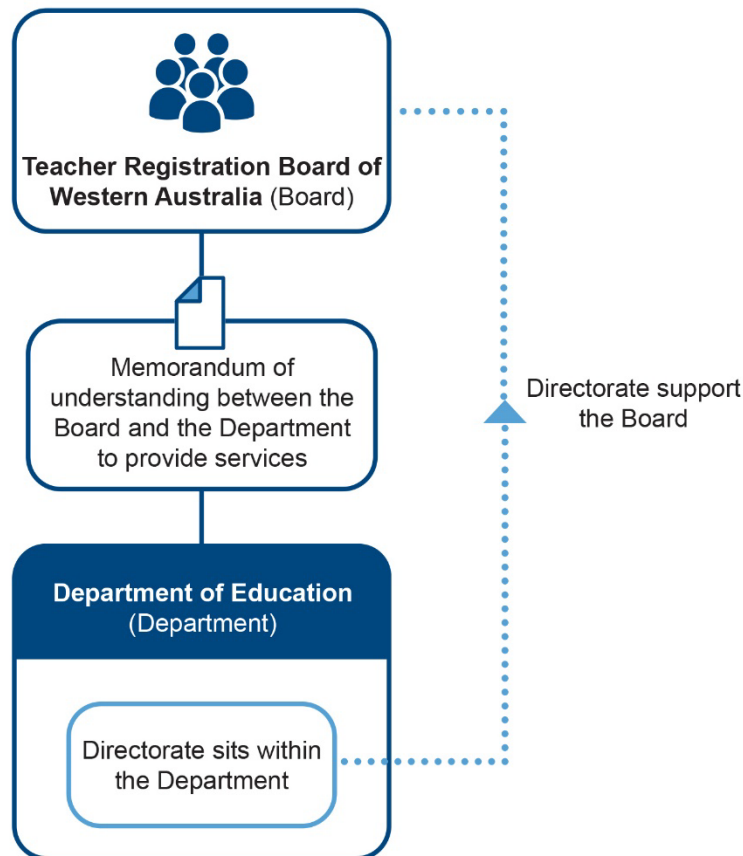 Teacher Registration Board of
Western Australia (Board)
Memorandum of
understanding between the
Board and the Department
to provide services
Directorate support
the Board
Department of Education
(Department)
Directorate sits within
the Department